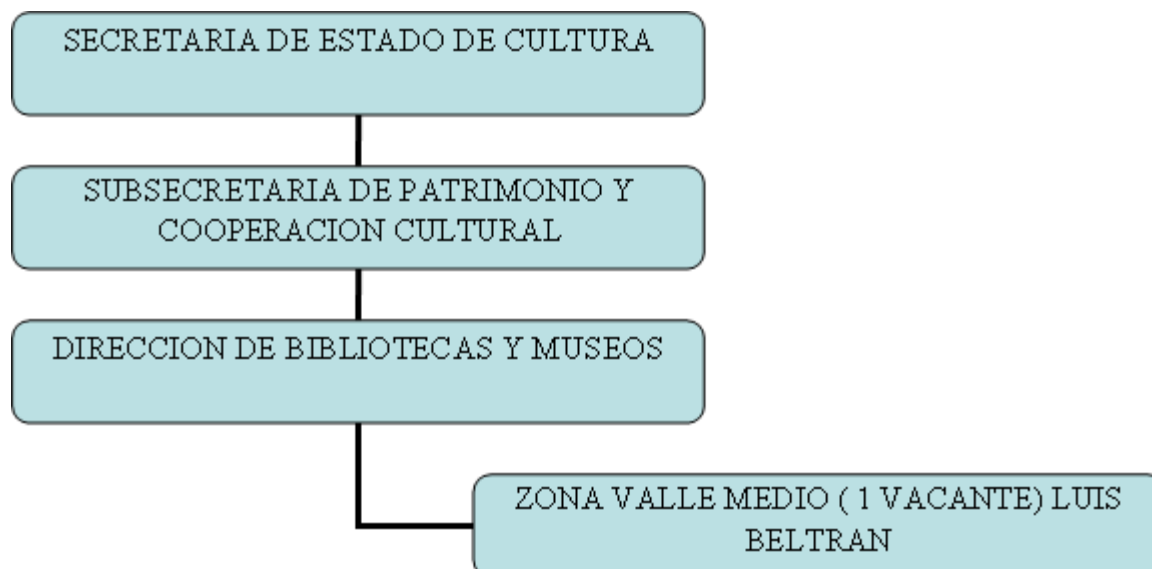 SECRETARIA DE ESTADO DE CULTURA
SUBSECRETARIA DE PATRIMONIO Y
COOPERACION CULTURAL
DIRECCION DE BIBLIOTECAS Y MUSEOS
ZONA VALLE MEDIO ( 1 VACANTE) LUIS
BELTRAN